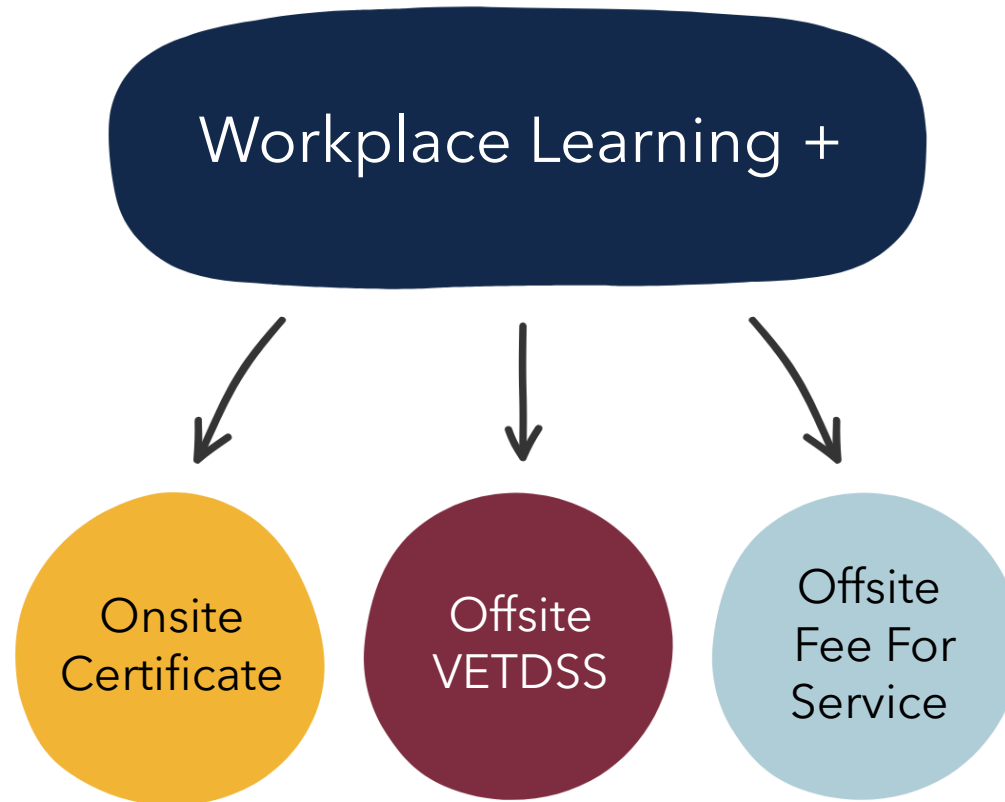 Workplace Learning +
Onsite
Certificate
Offsite
VETDSS
Offsite
Fee For
Service